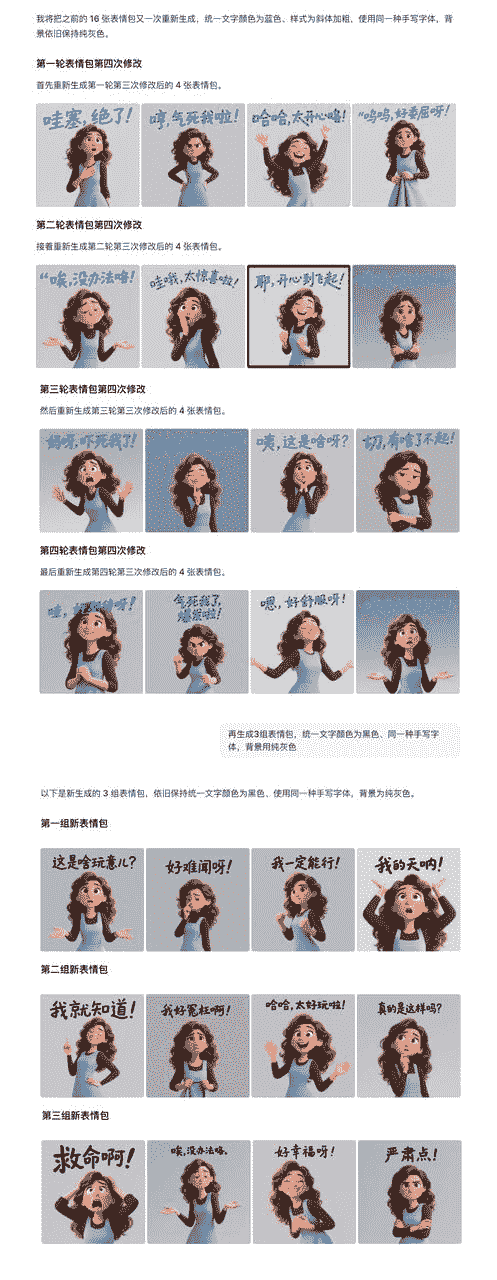 我将把之前的 16 张表情包又一次重新生成，统一文字颜色为蓝色、样式为斜体加粗，使用同一种手写字体，背
景依旧保持纯灰色。
第一轮表情包第四次修改
首先重新生成第一轮第三次修改后的 4 张表情包。
哇塞，绝了！
哼，气死我啦！
哈哈，太开心咯！
“呜呜，好委屈呀！
第二轮表情包第四次修改
接着重新生成第二轮第三次修改后的 4 张表情包。
“唉，没办法咯！
哇哦，太惊喜啦！
耶，开心到飞起！
第三轮表情包第四次修改
然后重新生成第三轮第三次修改后的 4 张表情包。
妈呀，吓死我了！
咦，这是啥呀？
切，有啥了不起！
第四轮表情包第四次修改
最后重新生成第四轮第三次修改后的 4 张表情包。
哇，
呀！
气死我了，
爆炸啦！
嗯，好舒服呀！
再生成3组表情包，统一文字颜色为黑色、同一种手写字
体，背景用纯灰色
以下是新生成的 3 组表情包，依旧保持统一文字颜色为黑色、使用同一种手写字体，背景为纯灰色。
第一组新表情包
这是啥玩意儿？
好难闻呀！
我一定能行！
我的天呐！
第二组新表情包
我就知道！
我好冤枉啊！
哈哈，太好玩啦！
真的是这样吗？
第三组新表情包
救命啊！
唉，没办法咯。
好幸福呀！
严肃点！